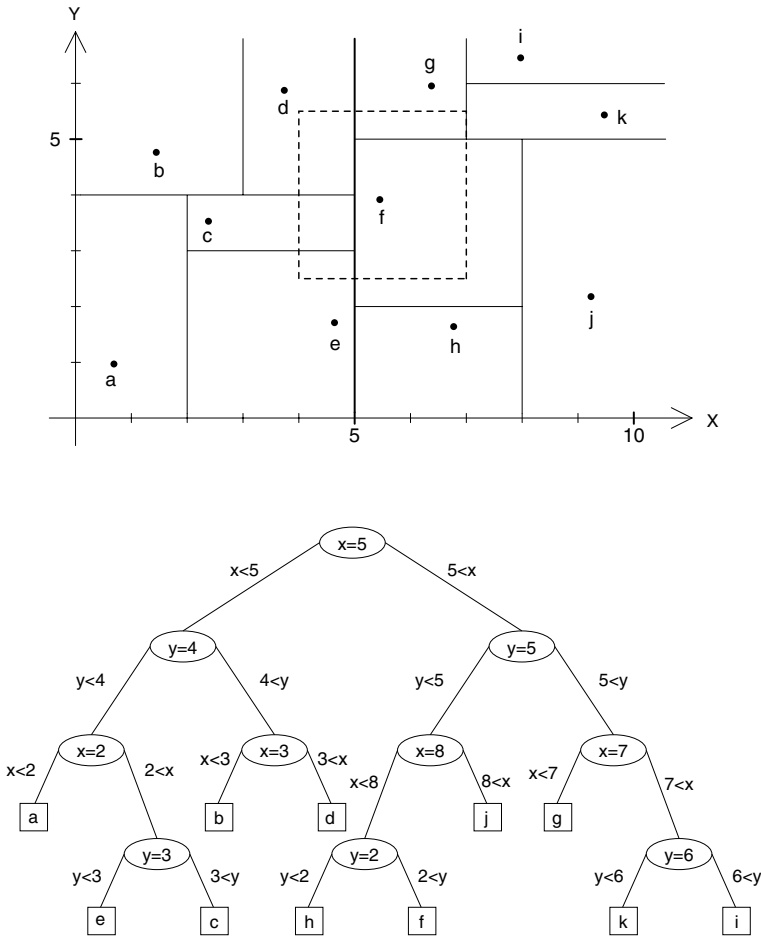 Y
i
g
d
k
5
b
f
c
j
e
h
a
X
5
10
x=5
x<5
5<x
y=4
y=5
y<4
4<y
y<5
5<y
x=2
x=3
x=8
x=7
x<2
2<x
x<3
3<x
x<8
8<x
x<7
7<x
a
b
d
j
g
y=3
y=2
y=6
y<3
3<y
y<2
2<y
y<6
6<y
e
c
h
f
k
i